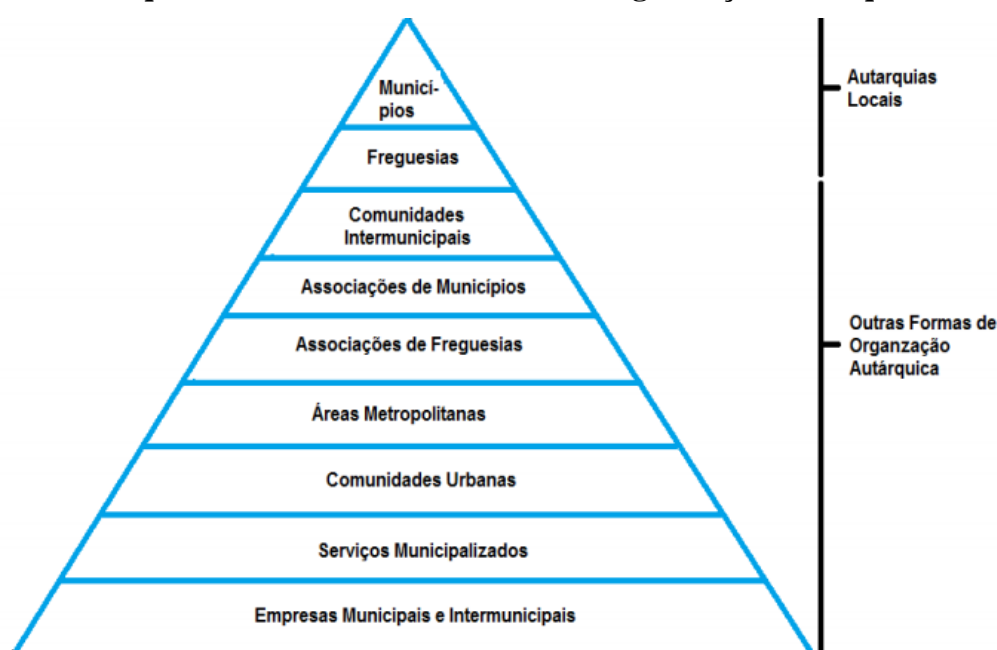 Municí-
pios
Freguesias
Comunidades
Intermunicipais
Associações de Municípios
Associações de Freguesias
Áreas Metropolitanas
Comunidades Urbanas
Serviços Municipalizados
Empresas Municipais e Intermunicipais
Autarquias
Locais
Outras Formas de
Organzação
Autárquica